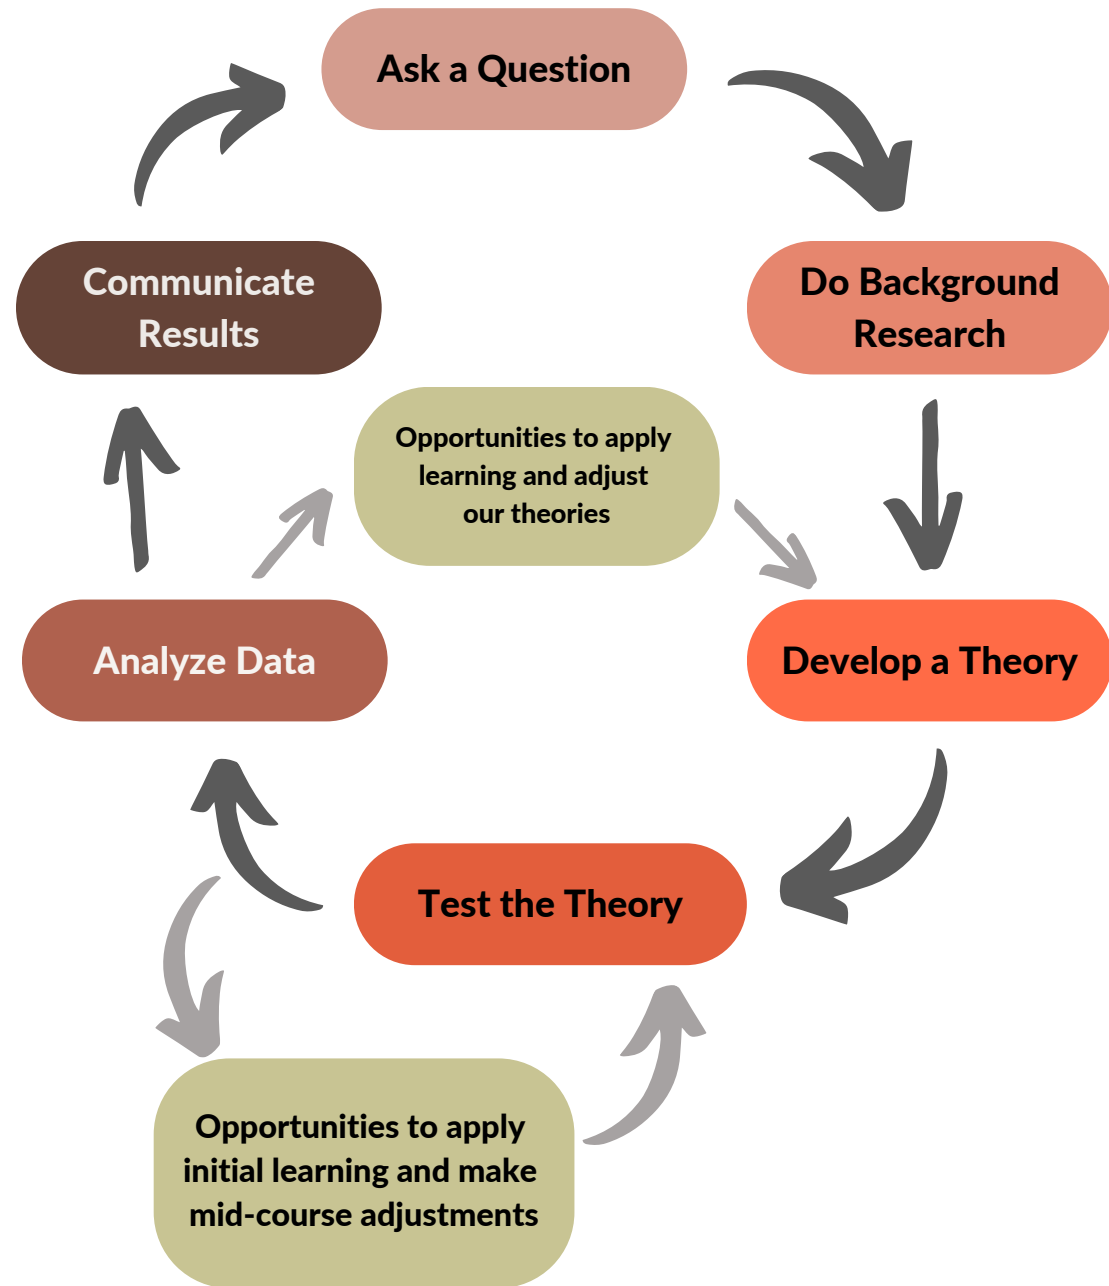 Ask a Question
Do Background
Research
Develop a Theory
Test the Theory
Analyze Data
Communicate
Results
Opportunities to apply
learning and adjust
our theories
Opportunities to apply
initial learning and make
mid-course adjustments